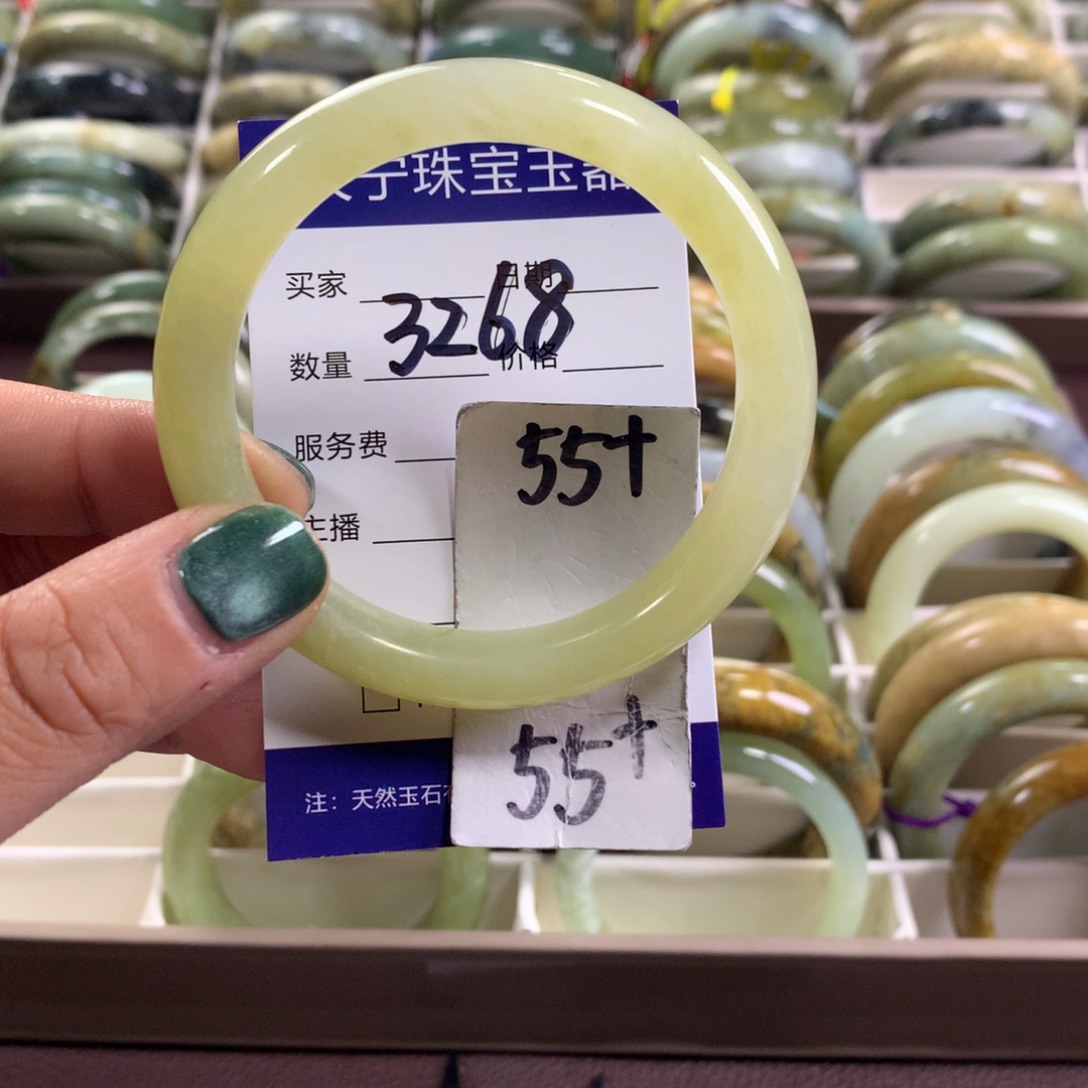 宁珠宝玉器
买家 日期
3268
数量 价格
服务费
55+
主播
55+
注：天然玉石